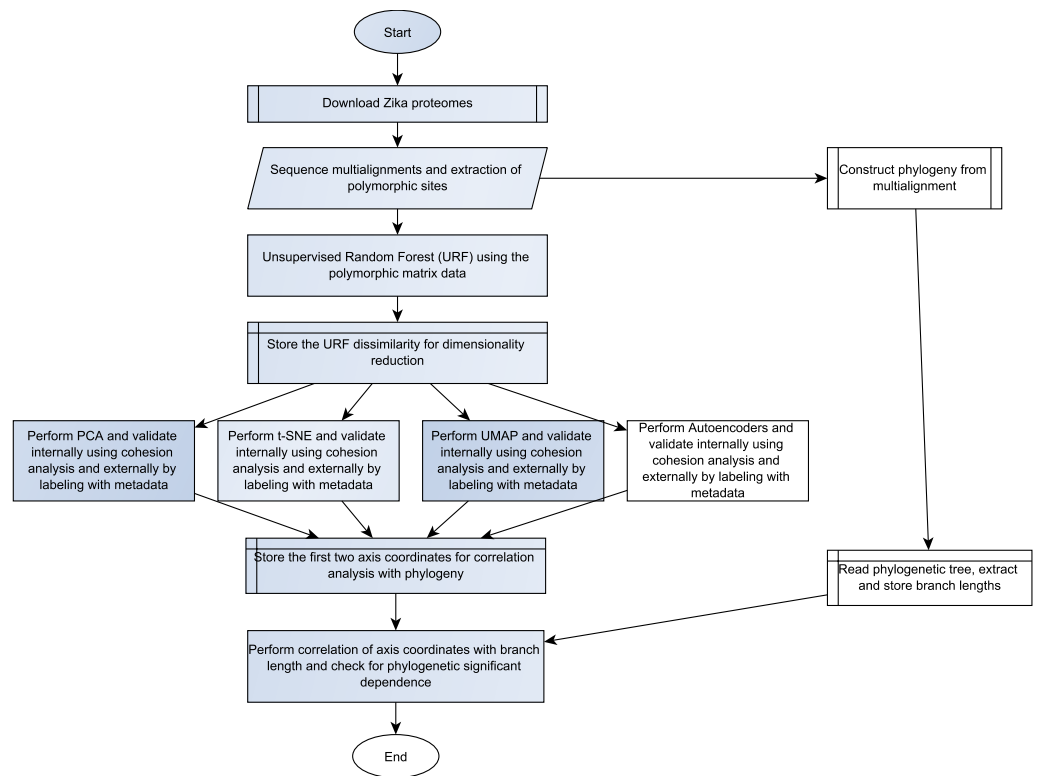 Start
Download Zika proteomes
Sequence multialignments and extraction of
polymorphic sites
Construct phylogeny from
multialignment
Unsupervised Random Forest (URF) using the
polymorphic matrix data
Store the URF dissimilarity for dimensionality
reduction
Perform PCA and validate
internally using cohesion
analysis and externally by
labeling with metadata
Perform t-SNE and validate
internally using cohesion
analysis and externally by
labeling with metadata
Perform UMAP and validate
internally using cohesion
analysis and externally by
labeling with metadata
Perform Autoencoders and
validate internally using
cohesion analysis and
externally by labeling with
metadata
Store the first two axis coordinates for correlation
analysis with phylogeny
Read phylogenetic tree, extract
and store branch lengths
Perform correlation of axis coordinates with branch
length and check for phylogenetic significant
dependence
End